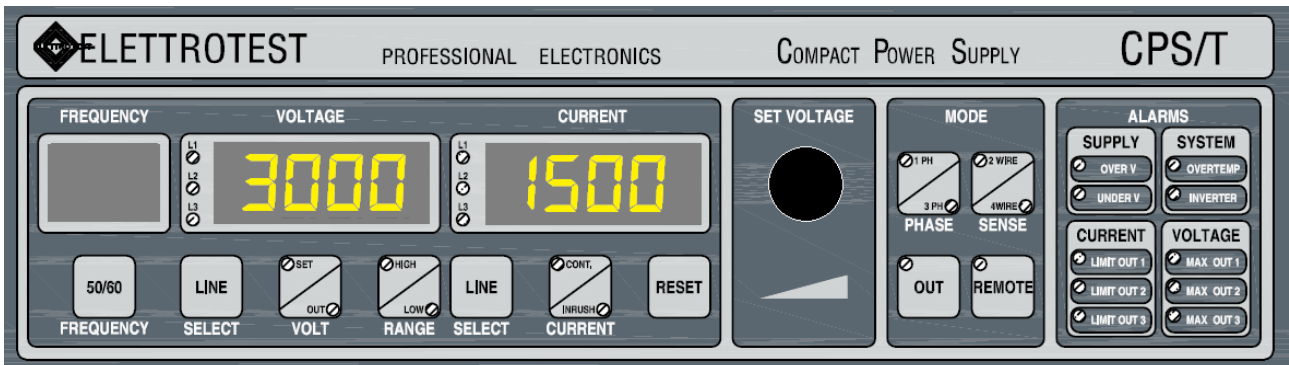 ELETTROTEST PROFESSIONAL ELECTRONICS COMPACT POWER SUPPLY CPS/T
FREQUENCY VOLTAGE CURRENT
L1
L2
L3
3000
L1
L2
L3
1500
50/60
FREQUENCY
LINE
SELECT
SET
OUT
VOLT
HIGH
LOW
RANGE
LINE
SELECT
CONT,
INRUSH
CURRENT
RESET
SET VOLTAGE
MODE
1 PH
3 PH
PHASE
2 WIRE
4WIRE
SENSE
OUT
REMOTE
ALARMS
SUPPLY
OVER V
UNDER V
SYSTEM
OVERTEMP
INVERTER
CURRENT
LIMIT OUT 1
LIMIT OUT 2
LIMIT OUT 3
VOLTAGE
MAX OUT 1
MAX OUT 2
MAX OUT 3